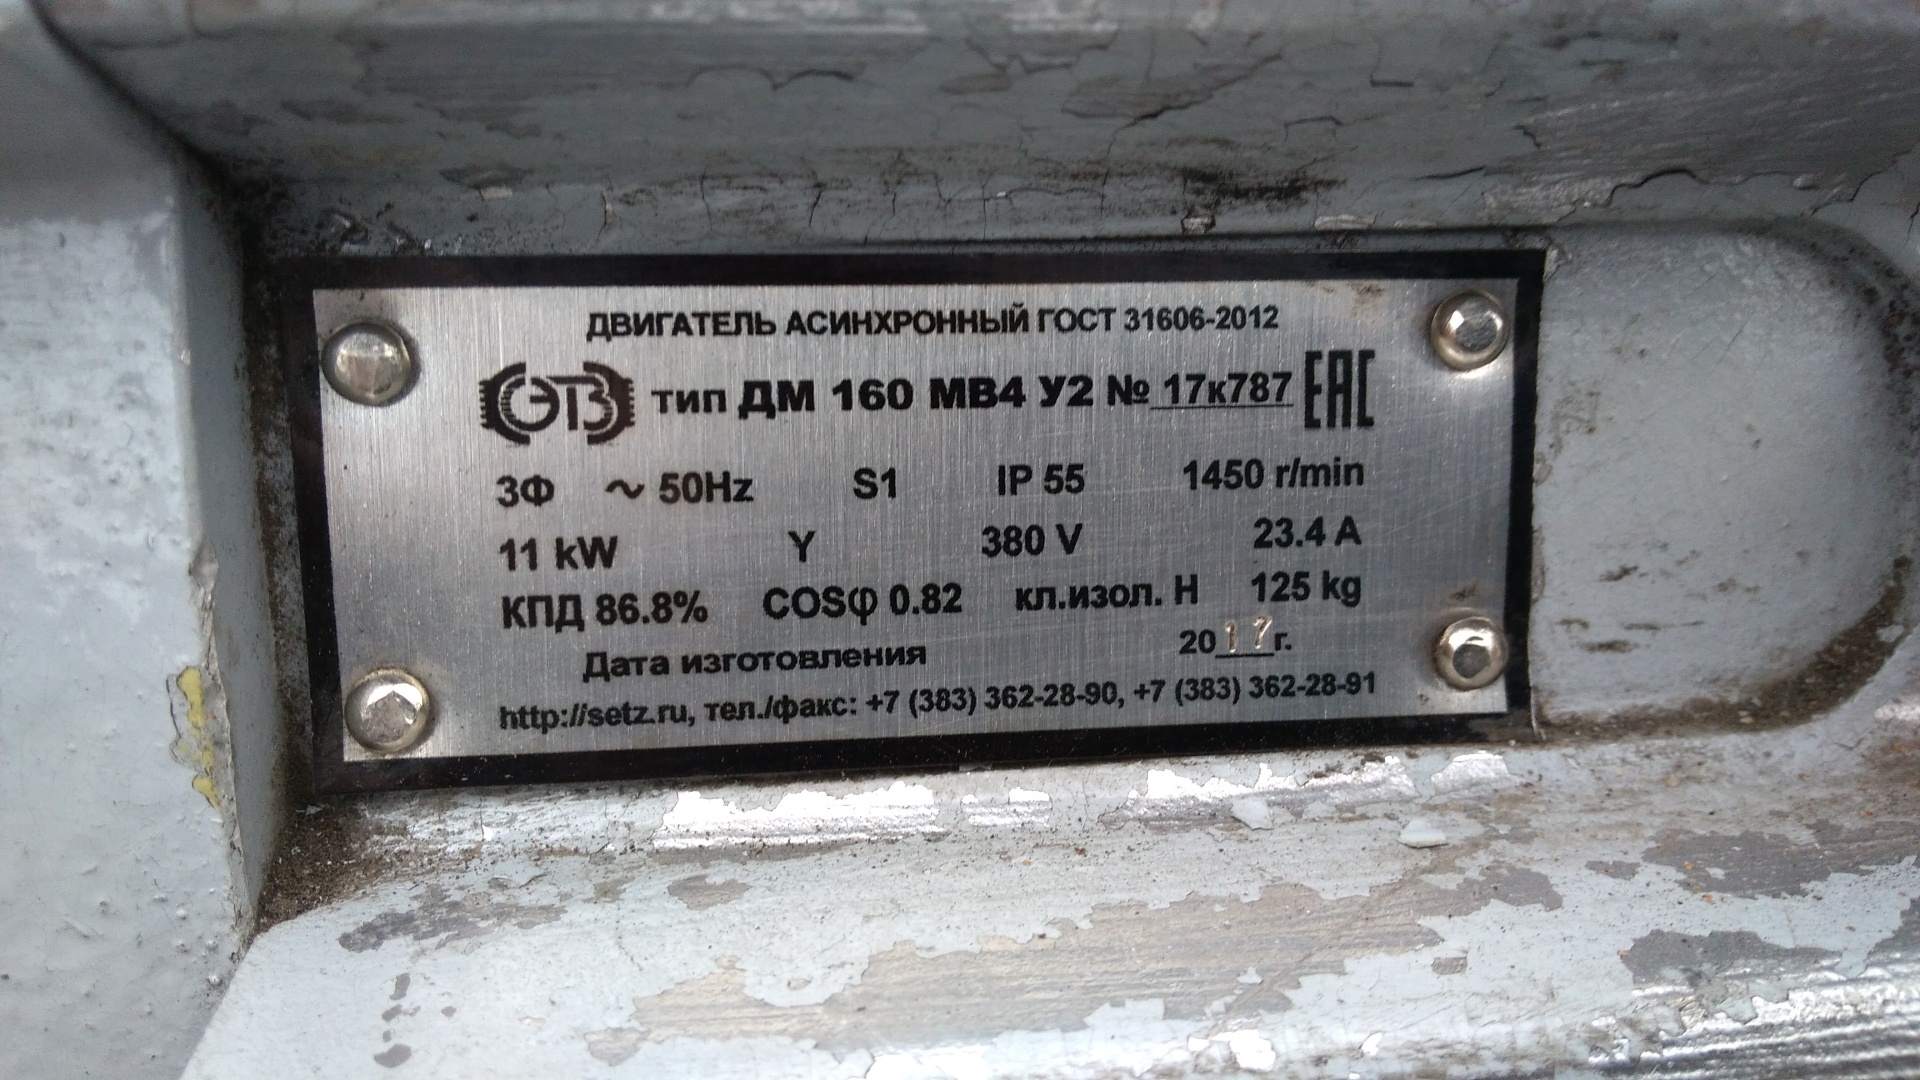 ДВИГАТЕЛЬ АСИНХРОННЫЙ ГОСТ 31606-2012
СЭТЗ тип ДМ 160 МВ4 У2 № 17к787 EAC
3Ф ~ 50Hz S1 IP 55 1450 r/min
11 kW Y 380 V 23.4 A
КПД 86.8% COSφ 0.82 кл.изол. H 125 kg
Дата изготовления 2017г.
http://setz.ru, тел./факс: +7 (383) 362-28-90, +7 (383) 362-28-91